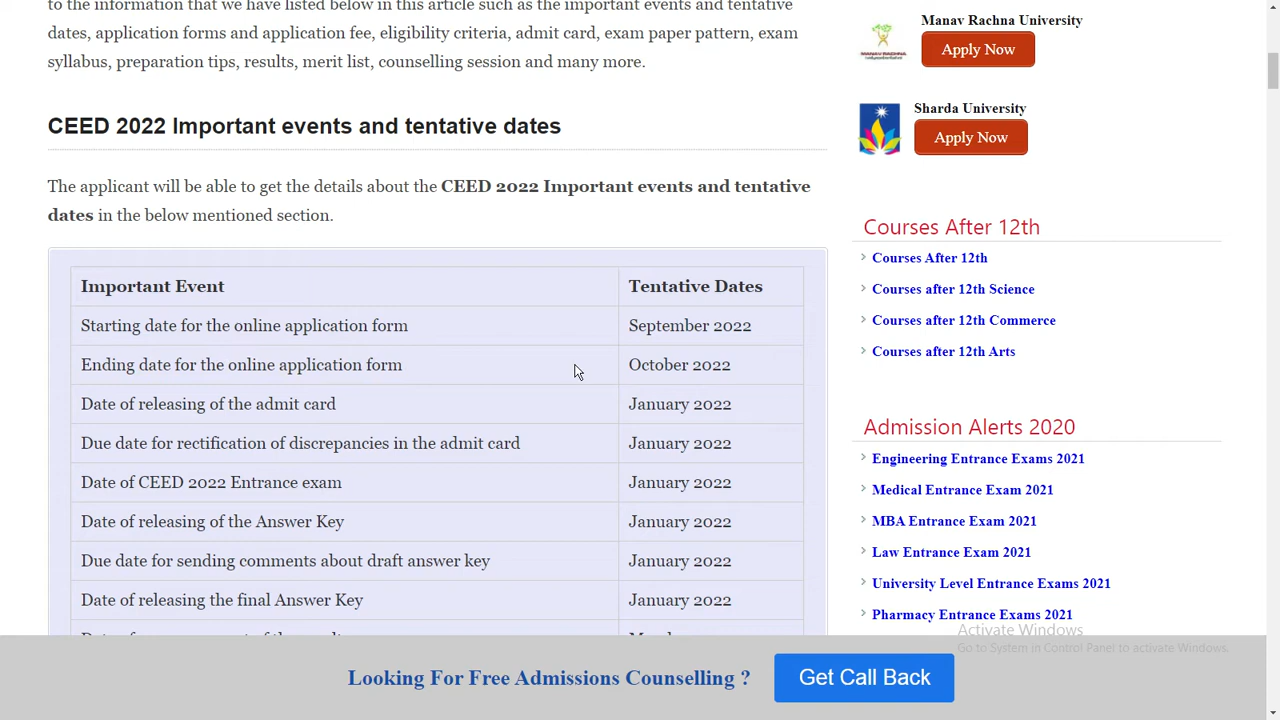 to the information that we have listed below in this article such as the important events and tentative
dates, application forms and application fee, eligibility criteria, admit card, exam paper pattern, exam
syllabus, preparation tips, results, merit list, counselling session and many more.
CEED 2022 Important events and tentative dates
The applicant will be able to get the details about the CEED 2022 Important events and tentative
dates in the below mentioned section.
Important Event Tentative Dates
Starting date for the online application form September 2022
Ending date for the online application form October 2022
Date of releasing of the admit card January 2022
Due date for rectification of discrepancies in the admit card January 2022
Date of CEED 2022 Entrance exam January 2022
Date of releasing of the Answer Key January 2022
Due date for sending comments about draft answer key January 2022
Date of releasing the final Answer Key January 2022
Manav Rachna University
MANAV RACHNA
Apply Now
Sharda University
Apply Now
Courses After 12th
Courses After 12th
Courses after 12th Science
Courses after 12th Commerce
Courses after 12th Arts
Admission Alerts 2020
Engineering Entrance Exams 2021
Medical Entrance Exam 2021
MBA Entrance Exam 2021
Law Entrance Exam 2021
University Level Entrance Exams 2021
Pharmacy Entrance Exams 2021
Activate Windows
Go to System in Control Panel to activate Windows.
Looking For Free Admissions Counselling ?
Get Call Back